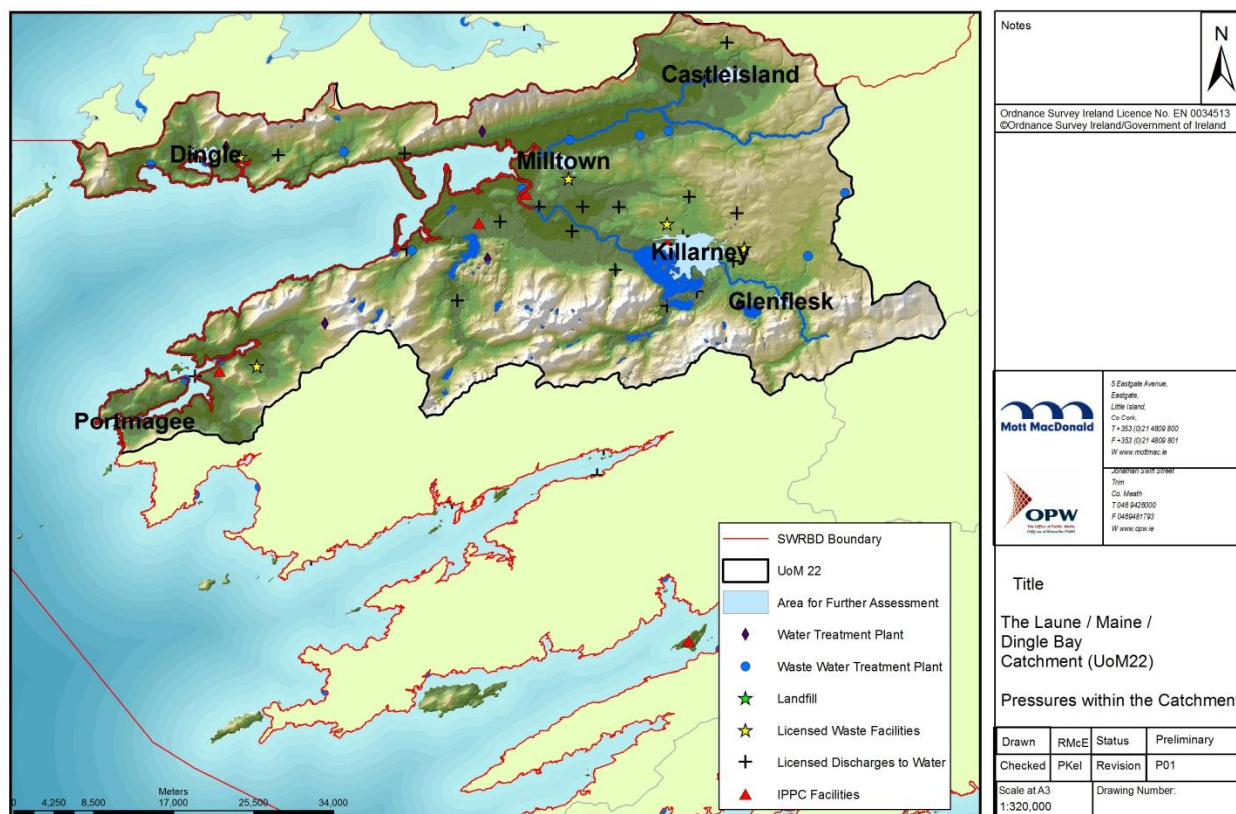 Castleisland
Dingle
Milltown
Killarney
Glenflesk
Portmagee
SWRBD Boundary
UoM 22
Area for Further Assessment
Water Treatment Plant
Waste Water Treatment Plant
Landfill
Licensed Waste Facilities
Licensed Discharges to Water
IPPC Facilities
Meters
0 4,250 8,500 17,000 25,500 34,000
Notes
N
Ordnance Survey Ireland Licence No. EN 0034513
©Ordnance Survey Ireland/Government of Ireland
Mott MacDonald
5 Eastgate Avenue,
Eastgate,
Little Island,
Co Cork,
T +353 (0)21 4809 800
F +353 (0)21 4809 801
W www.mottmac.ie
OPW
The Office of Public Works
Jonathan Swift Street
Trim
Co. Meath
T 046 9426000
F 0469481793
W www.opw.ie
Title
The Laune / Maine /
Dingle Bay
Catchment (UoM22)
Pressures within the Catchment
Drawn RMcE Status Preliminary
Checked PKel Revision P01
Scale at A3
1:320,000
Drawing Number: